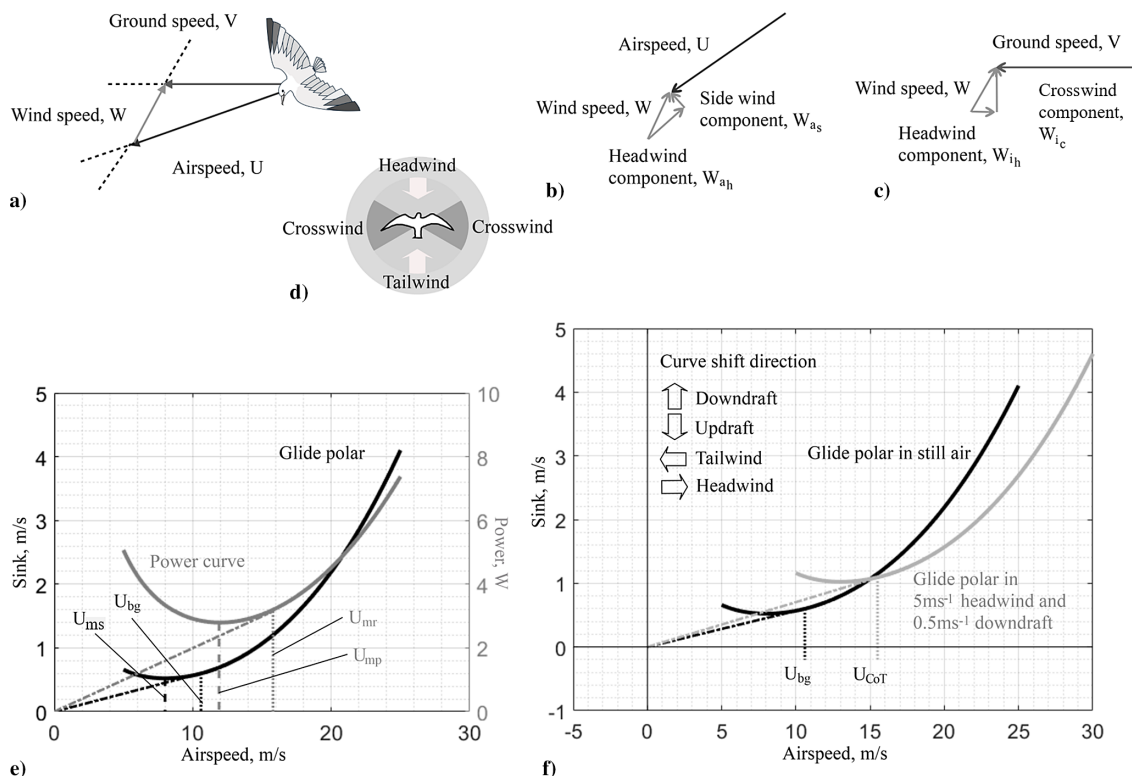 Ground speed, V
Wind speed, W
Airspeed, U
a)
Airspeed, U
Wind speed, W
Side wind
component, Was
Headwind
component, Wah
b)
Ground speed, V
Wind speed, W
Crosswind
component,
Wic
Headwind
component, Wih
c)
Headwind
Crosswind
Crosswind
Tailwind
d)
5
4
3
2
1
0
Sink, m/s
10
8
6
4
2
0
Power, W
Glide polar
Power curve
Ubg
Ums
Umr
Ump
0
10
20
30
Airspeed, m/s
e)
5
4
3
2
1
0
-1
Sink, m/s
Curve shift direction
Downdraft
Updraft
Tailwind
Headwind
Glide polar in still air
Glide polar in
5ms-1 headwind and
0.5ms-1 downdraft
Ubg
UCoT
-5
0
5
10
15
20
25
30
Airspeed, m/s
f)